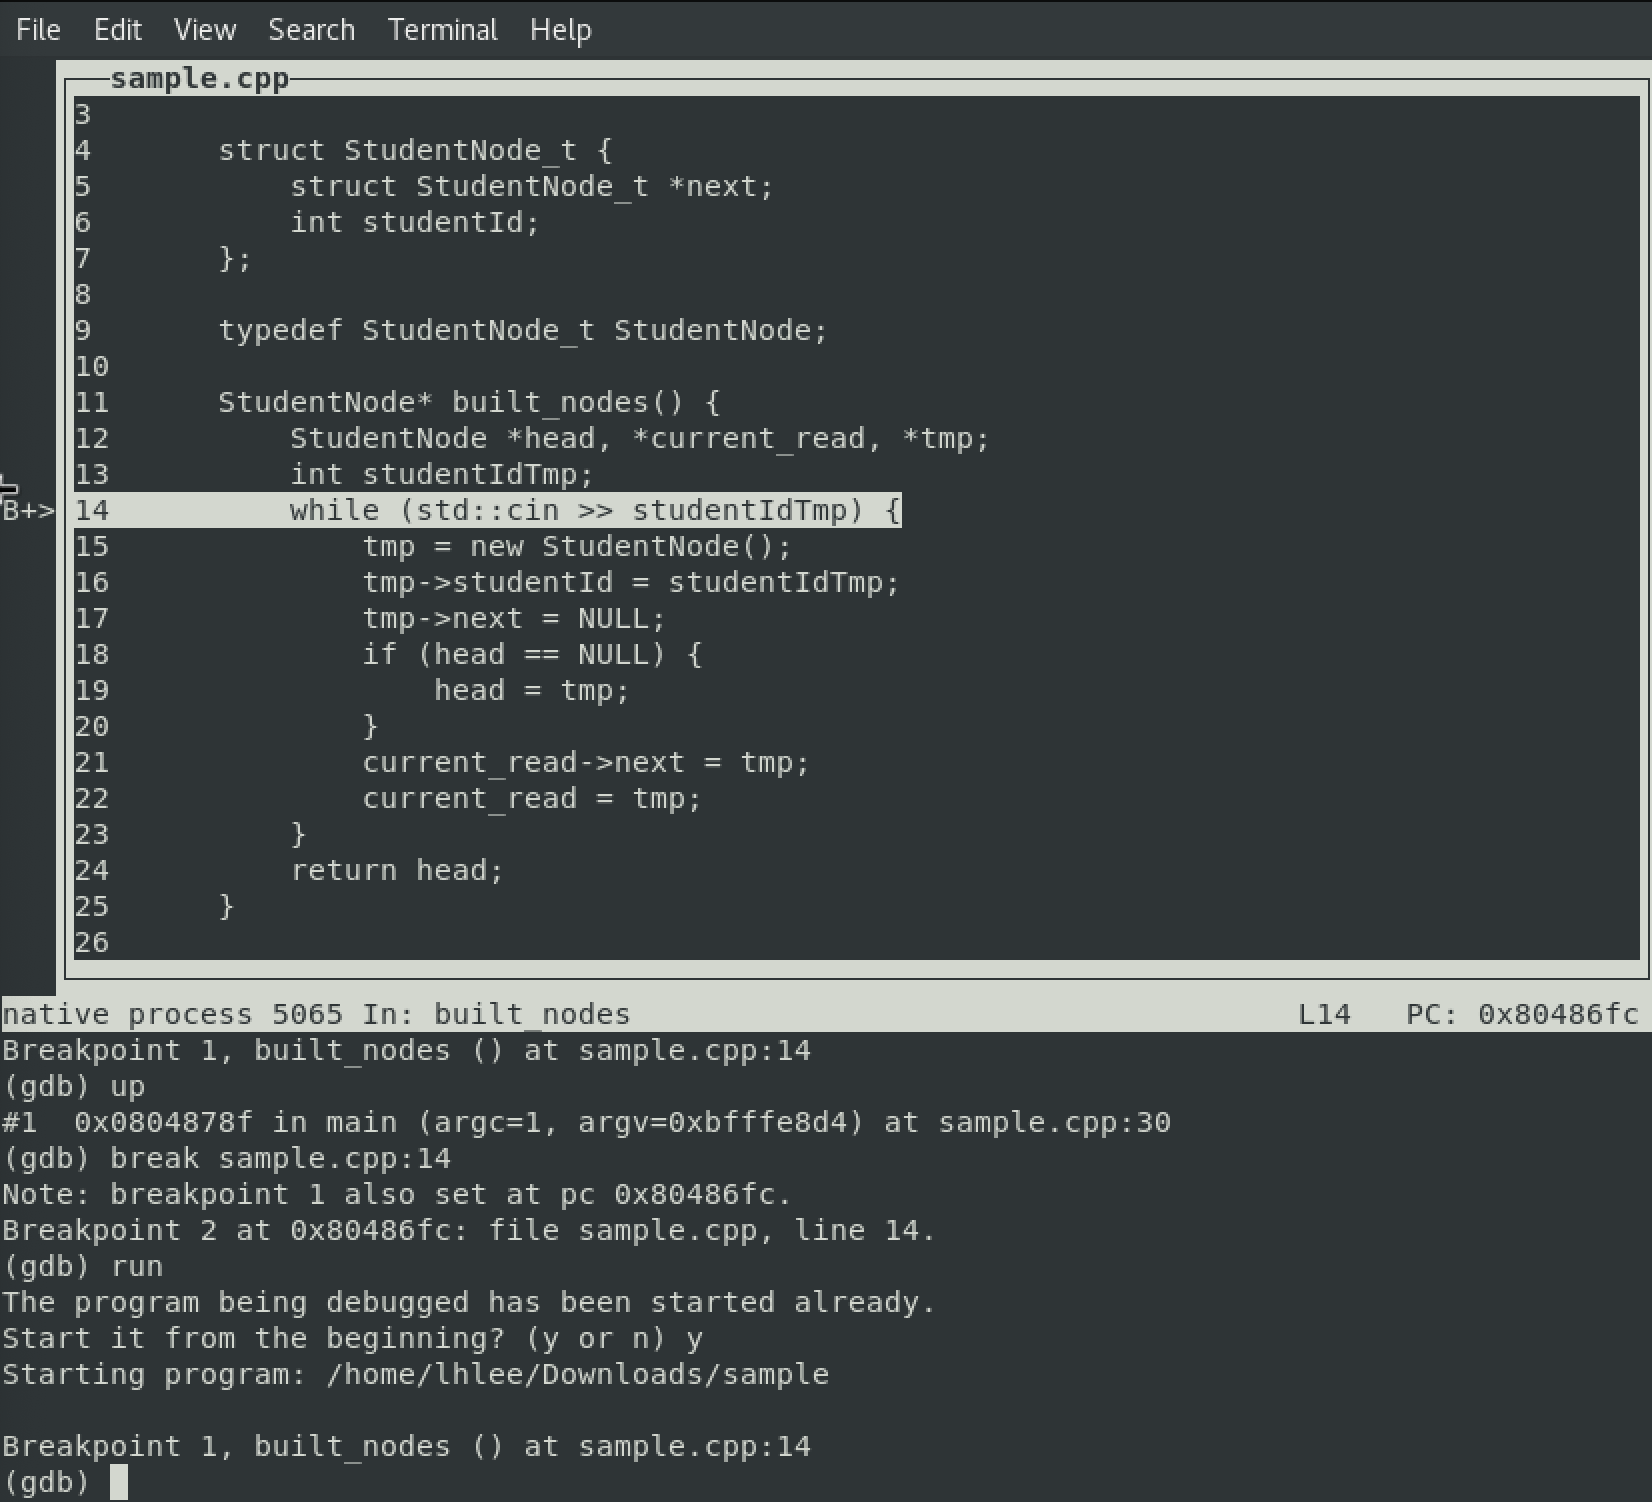 File Edit View Search Terminal Help
sample.cpp
3
4 struct StudentNode_t {
5 struct StudentNode_t *next;
6 int studentId;
7 };
8
9 typedef StudentNode_t StudentNode;
10
11 StudentNode* built_nodes() {
12 StudentNode *head, *current_read, *tmp;
13 int studentIdTmp;
B+> 14 while (std::cin >> studentIdTmp) {
15 tmp = new StudentNode();
16 tmp->studentId = studentIdTmp;
17 tmp->next = NULL;
18 if (head == NULL) {
19 head = tmp;
20 }
21 current_read->next = tmp;
22 current_read = tmp;
23 }
24 return head;
25 }
26
native process 5065 In: built_nodes L14 PC: 0x80486fc
Breakpoint 1, built_nodes () at sample.cpp:14
(gdb) up
#1 0x0804878f in main (argc=1, argv=0xbfffe8d4) at sample.cpp:30
(gdb) break sample.cpp:14
Note: breakpoint 1 also set at pc 0x80486fc.
Breakpoint 2 at 0x80486fc: file sample.cpp, line 14.
(gdb) run
The program being debugged has been started already.
Start it from the beginning? (y or n) y
Starting program: /home/lhlee/Downloads/sample
Breakpoint 1, built_nodes () at sample.cpp:14
(gdb)